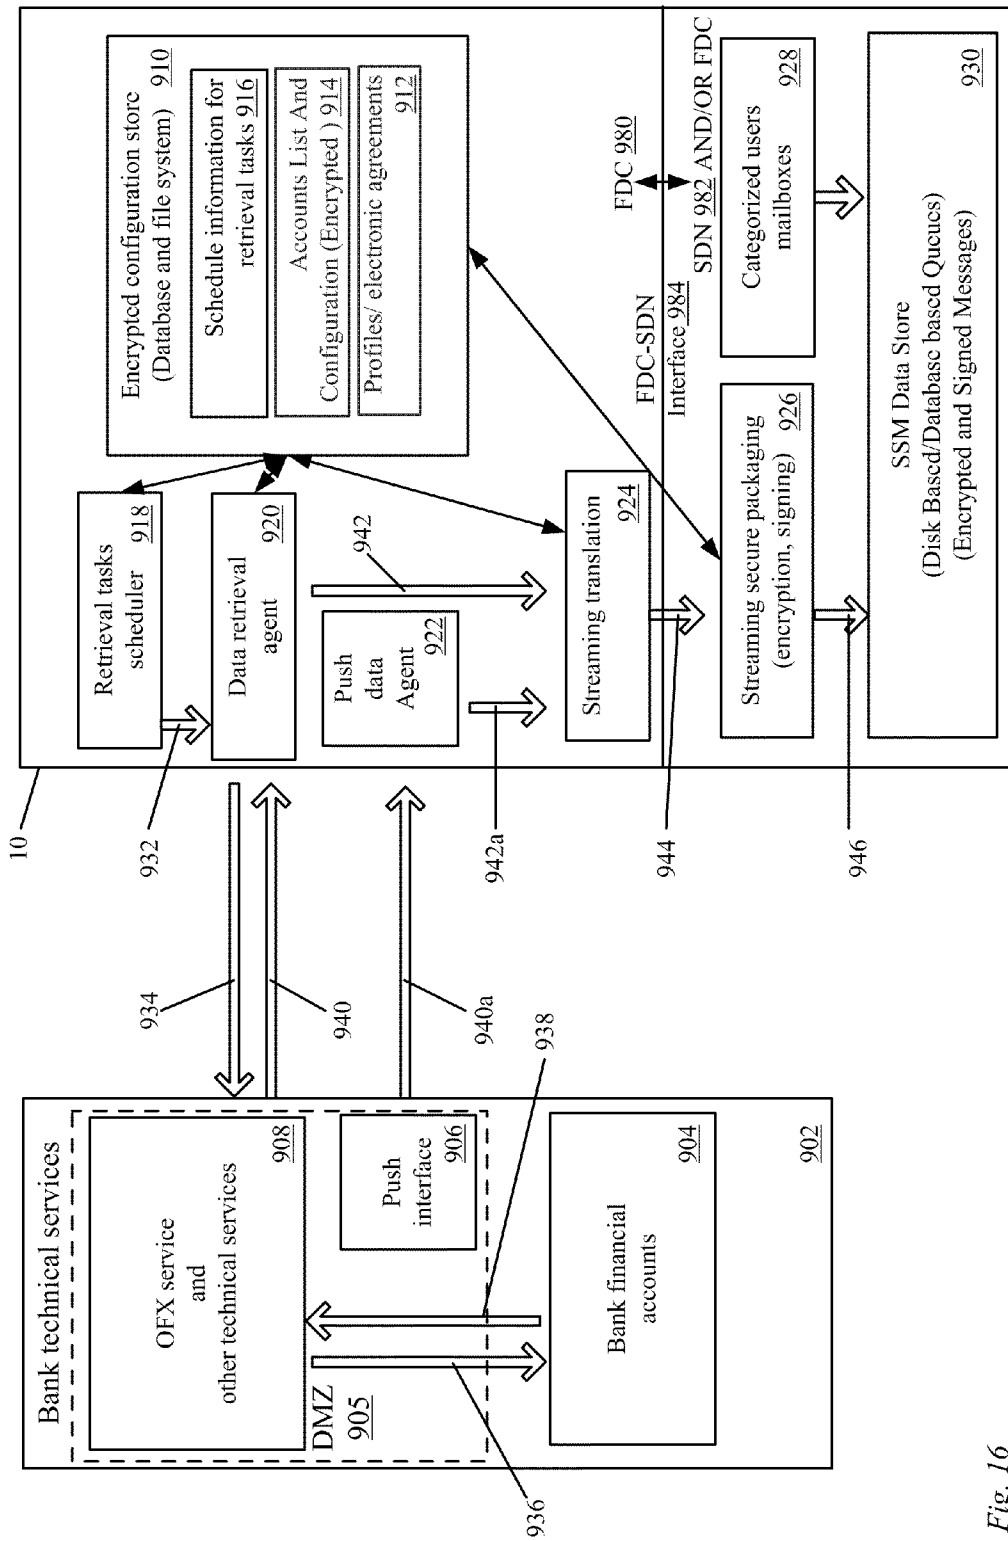 Bank technical services
OFX service
and
other technical services
908
DMZ
905
Push
interface
906
Bank financial
accounts
904
902
936
938
934
940
940a
10
932
Retrieval tasks
scheduler
918
Data retrieval
agent
920
Push
data
Agent
922
942
942a
Streaming translation
924
Encrypted configuration store
(Database and file system)
910
Schedule information for
retrieval tasks 916
Accounts List And
Configuration (Encrypted ) 914
Profiles/ electronic agreements
912
FDC-SDN
Interface 984
FDC 980
SDN 982 AND/OR FDC
944
Streaming secure packaging
(encryption, signing)
926
Categorized users
mailboxes
928
946
SSM Data Store
(Disk Based/Database based Queues)
(Encrypted and Signed Messages)
930
Fig. 16